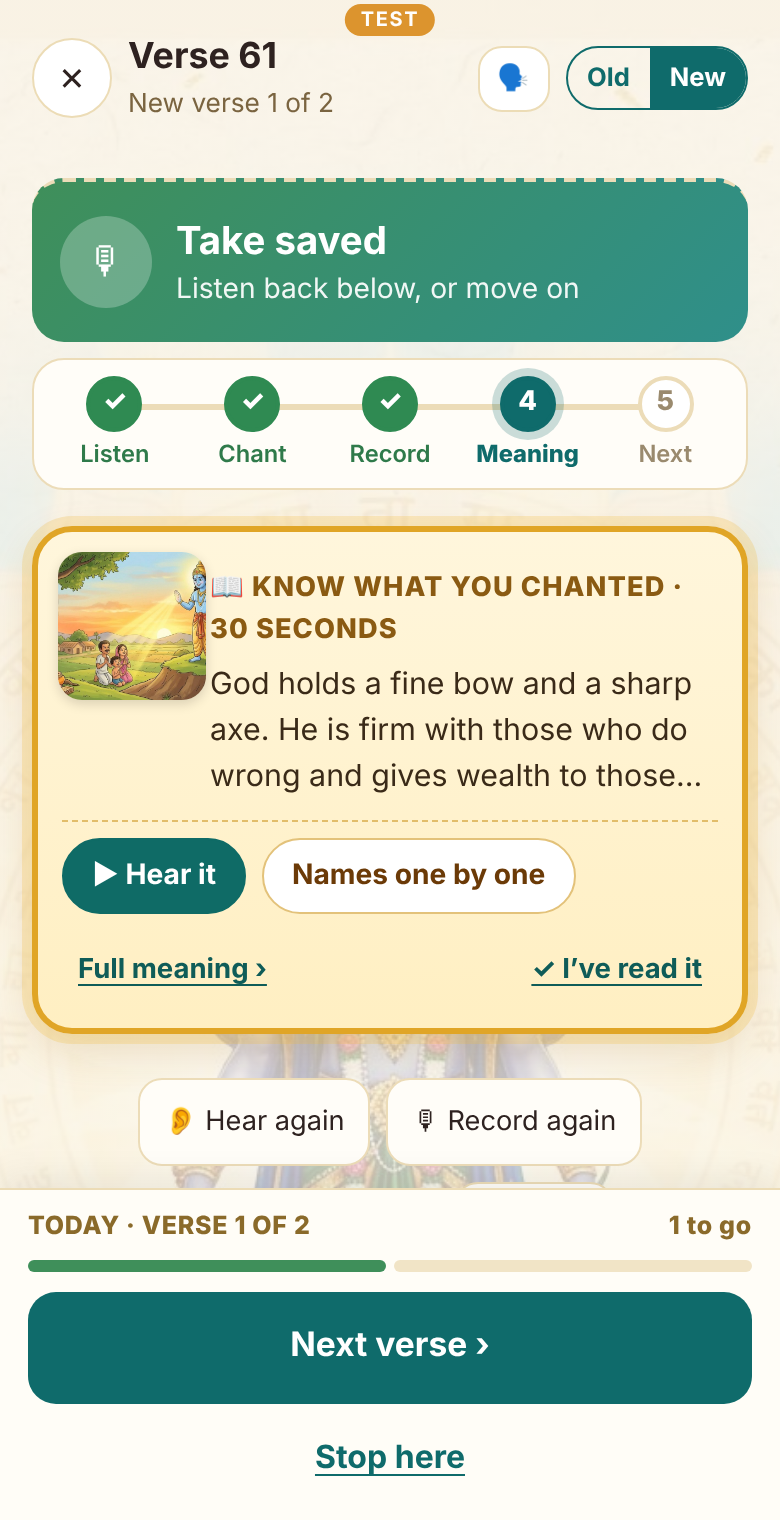 TEST
Verse 61
New verse 1 of 2
Old New
Take saved
Listen back below, or move on
4 5
Listen Chant Record Meaning Next
KNOW WHAT YOU CHANTED ·
30 SECONDS
God holds a fine bow and a sharp
axe. He is firm with those who do
wrong and gives wealth to those...
▶ Hear it Names one by one
Full meaning › ✓ I’ve read it
Hear again Record again
TODAY · VERSE 1 OF 2 1 to go
Next verse ›
Stop here